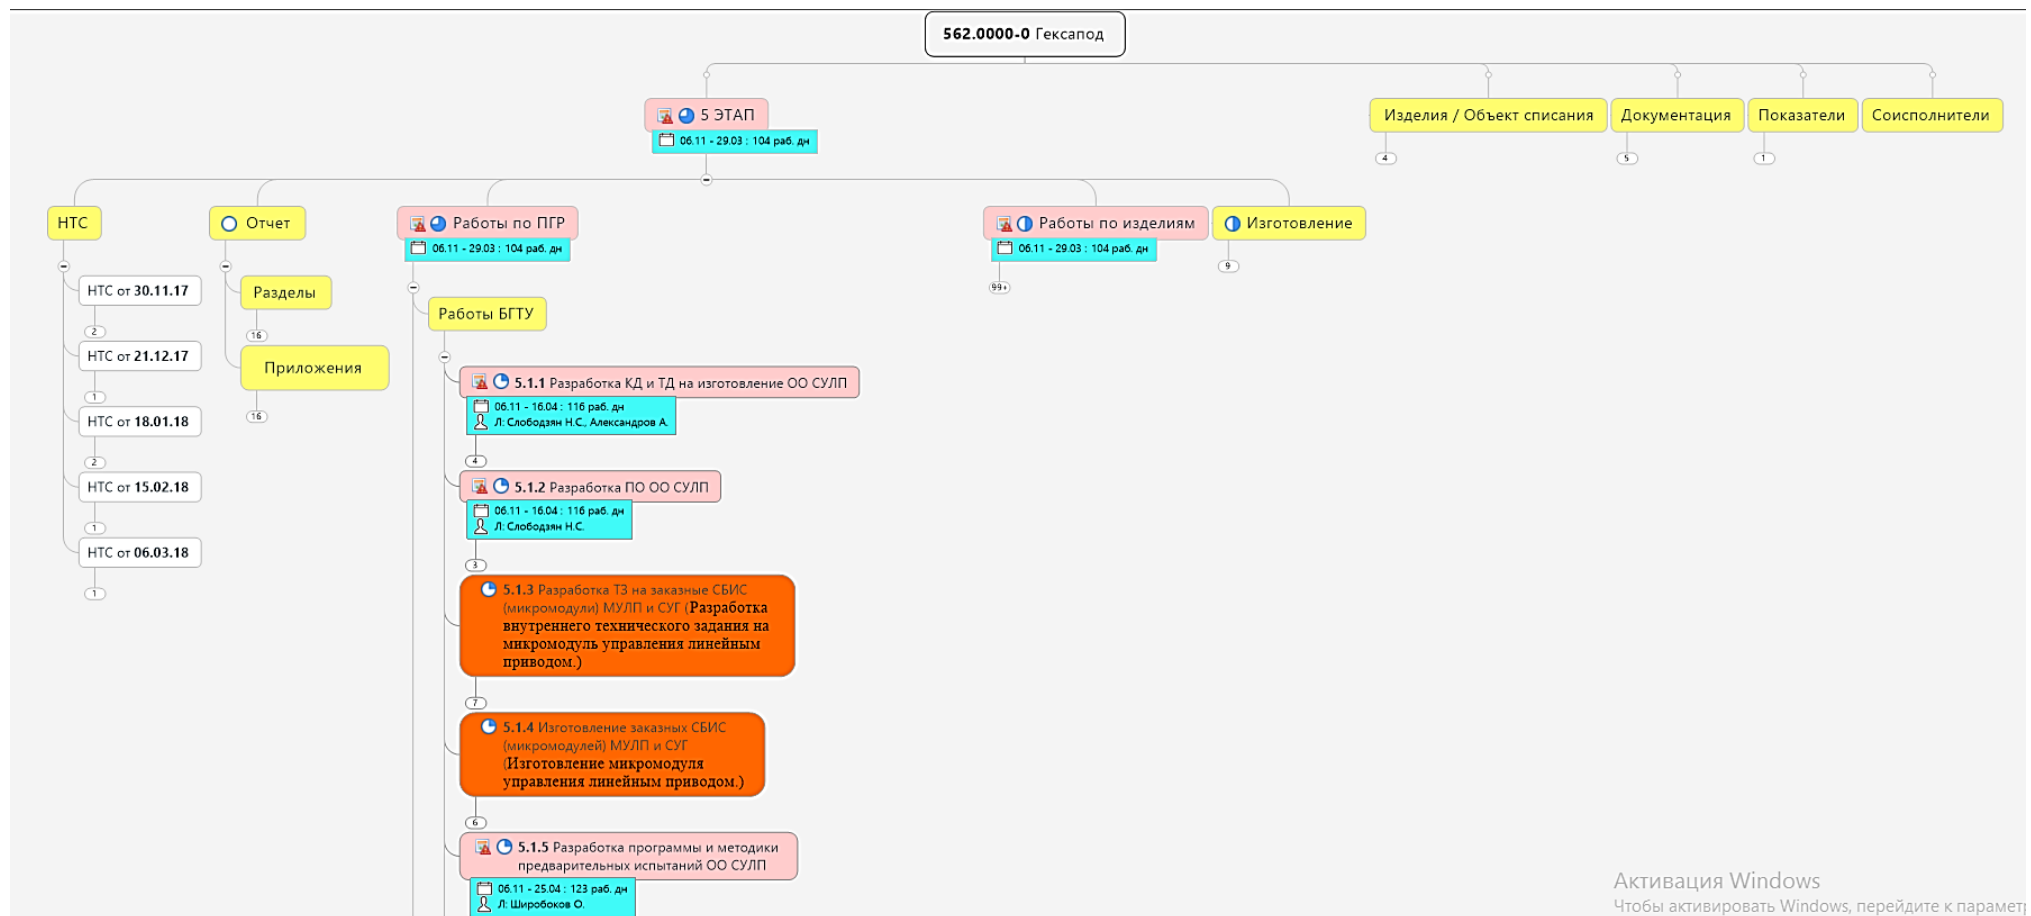 562.0000-0 Гексапод
5 ЭТАП
06.11 - 29.03 : 104 раб. дн
Изделия / Объект списания
4
Документация
5
Показатели
1
Соисполнители
НТС
НТС от 30.11.17
2
НТС от 21.12.17
1
НТС от 18.01.18
2
НТС от 15.02.18
1
НТС от 06.03.18
1
Отчет
Разделы
16
Приложения
16
Работы по ПГР
06.11 - 29.03 : 104 раб. дн
Работы БГТУ
5.1.1 Разработка КД и ТД на изготовление ОО СУЛП
06.11 - 16.04 : 116 раб. дн
Л: Слободзян Н.С., Александров А.
4
5.1.2 Разработка ПО ОО СУЛП
06.11 - 16.04 : 116 раб. дн
Л: Слободзян Н.С.
3
5.1.3 Разработка ТЗ на заказные СБИС
(микромодули) МУЛП и СУГ (Разработка
внутреннего технического задания на
микромодуль управления линейным
приводом.)
7
5.1.4 Изготовление заказных СБИС
(микромодулей) МУЛП и СУГ
(Изготовление микромодуля
управления линейным приводом.)
6
5.1.5 Разработка программы и методики
предварительных испытаний ОО СУЛП
06.11 - 25.04 : 123 раб. дн
Л: Широбоков О.
Работы по изделиям
06.11 - 29.03 : 104 раб. дн
99+
Изготовление
9
Активация Windows
Чтобы активировать Windows, перейдите к парамет